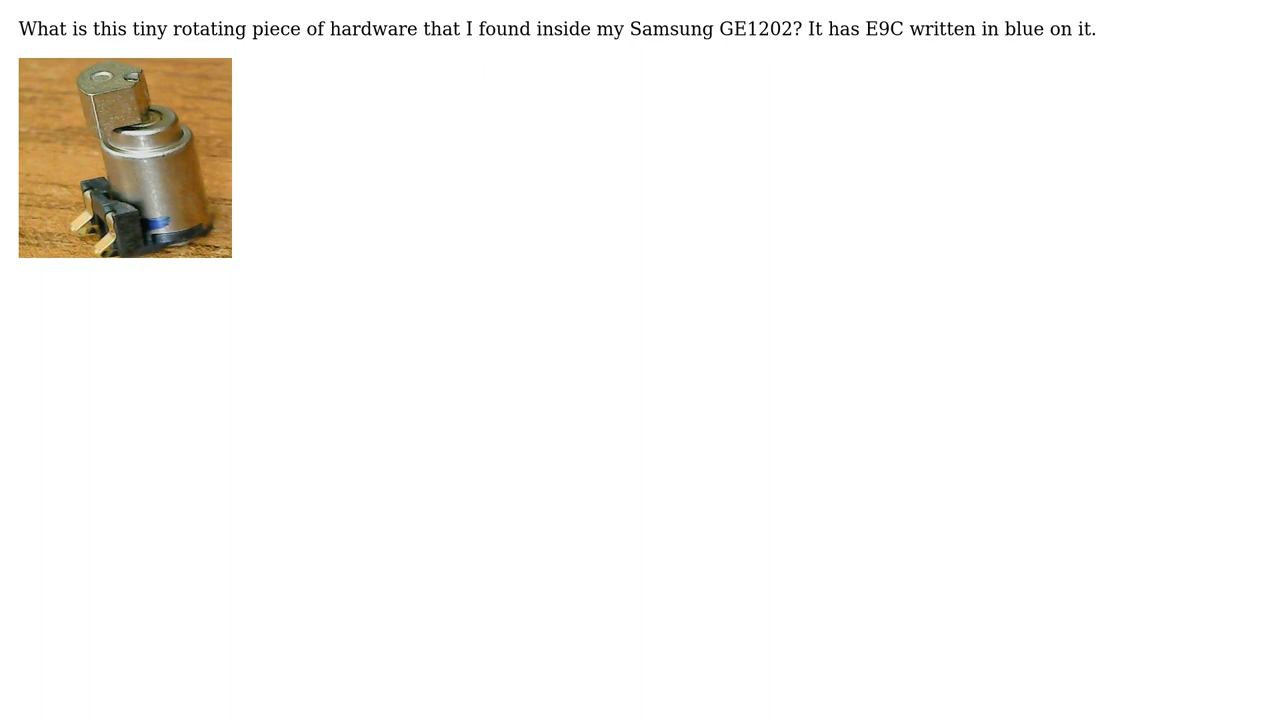 What is this tiny rotating piece of hardware that I found inside my Samsung GE1202? It has E9C written in blue on it.